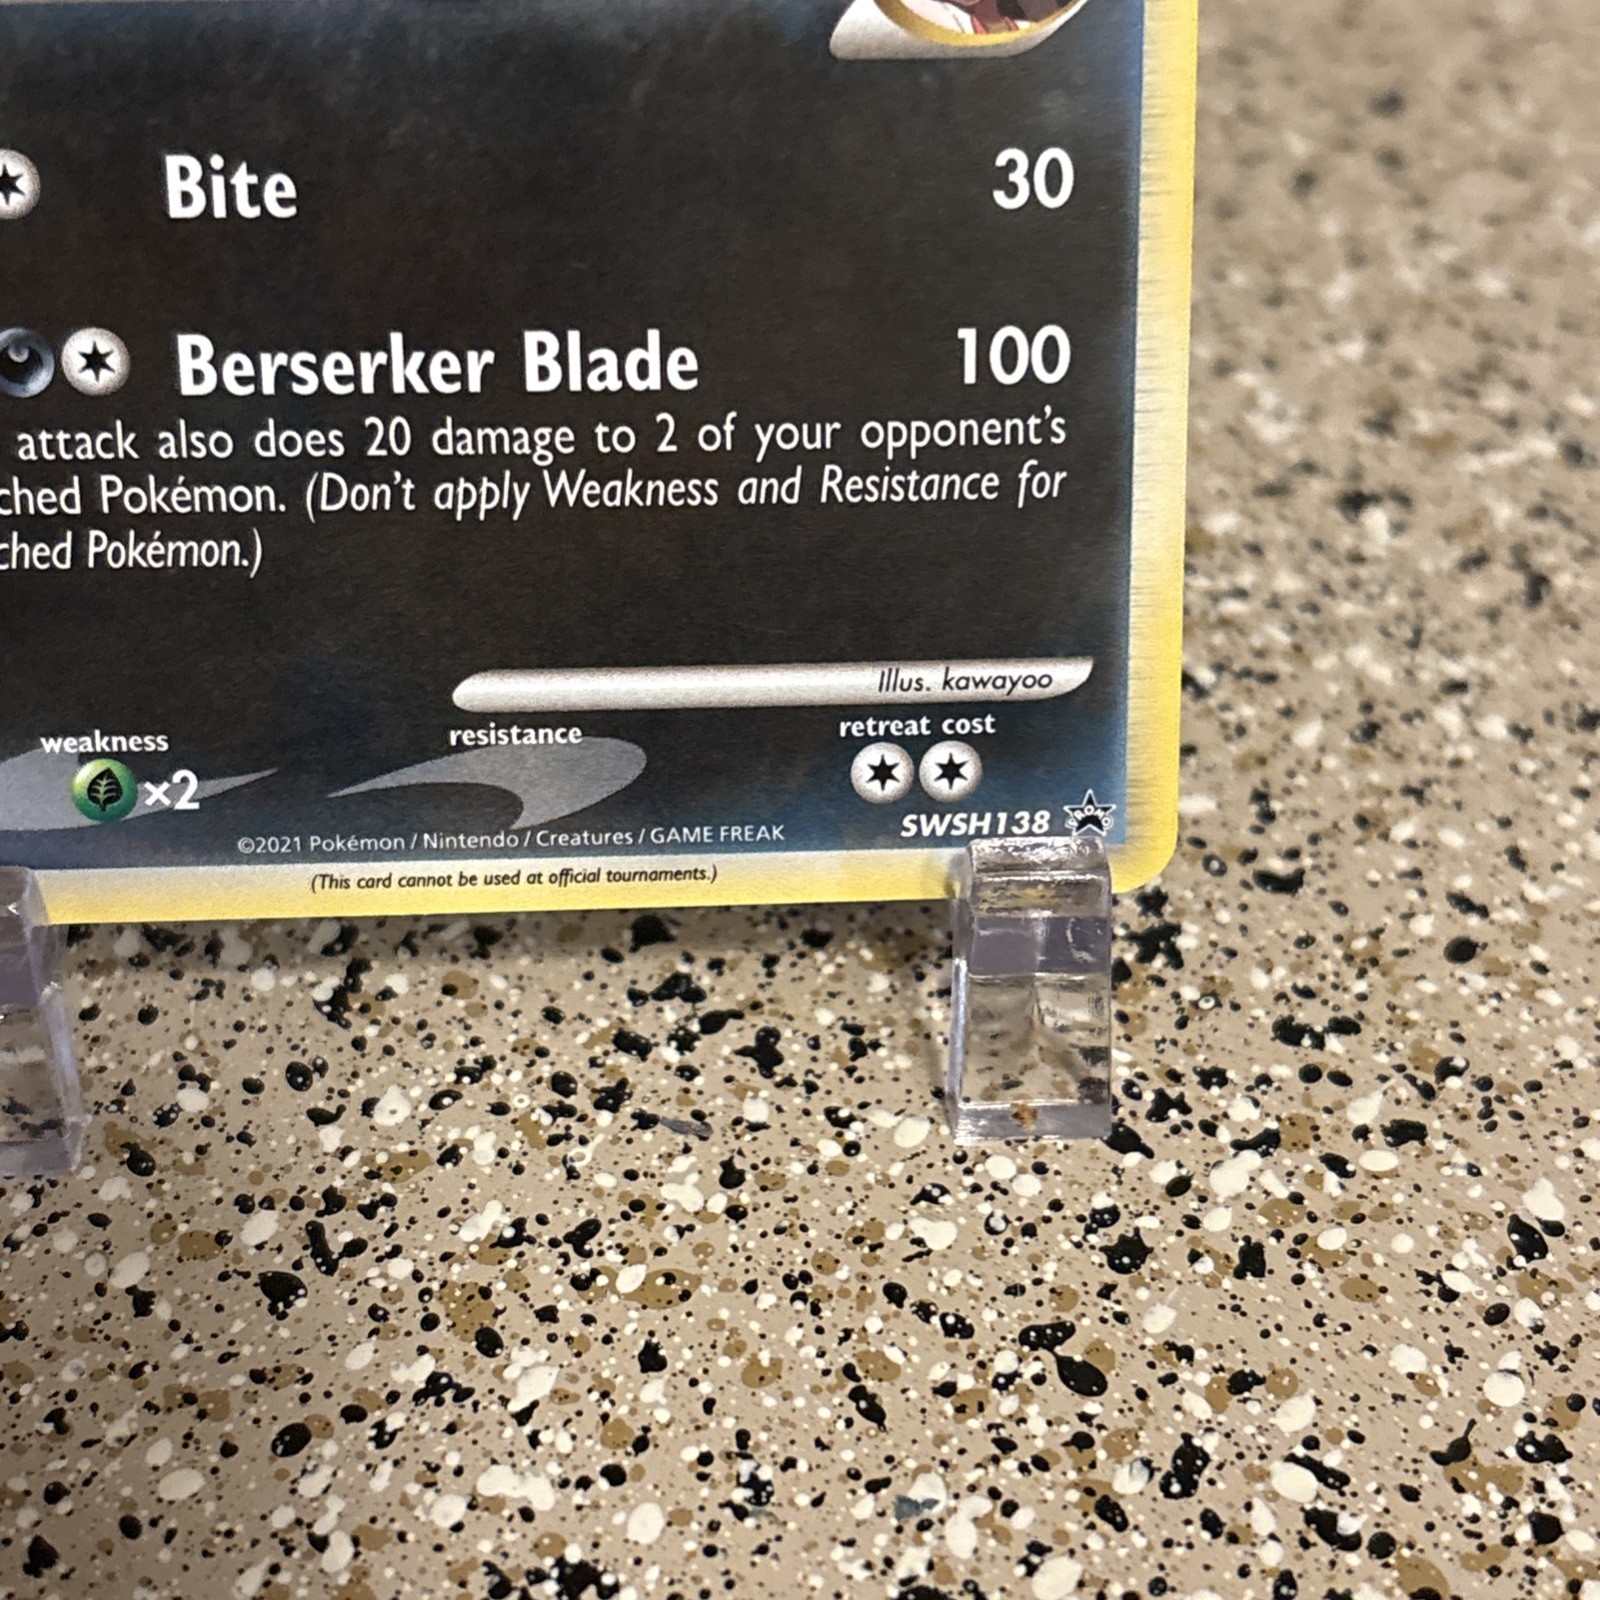 Bite 30
Berserker Blade 100
attack also does 20 damage to 2 of your opponent's
ched Pokémon. (Don't apply Weakness and Resistance for
ched Pokémon.)
Illus. kawayoo
weakness resistance retreat cost
×2
SWSH138 PROMO
©2021 Pokémon / Nintendo / Creatures / GAME FREAK
(This card cannot be used at official tournaments.)